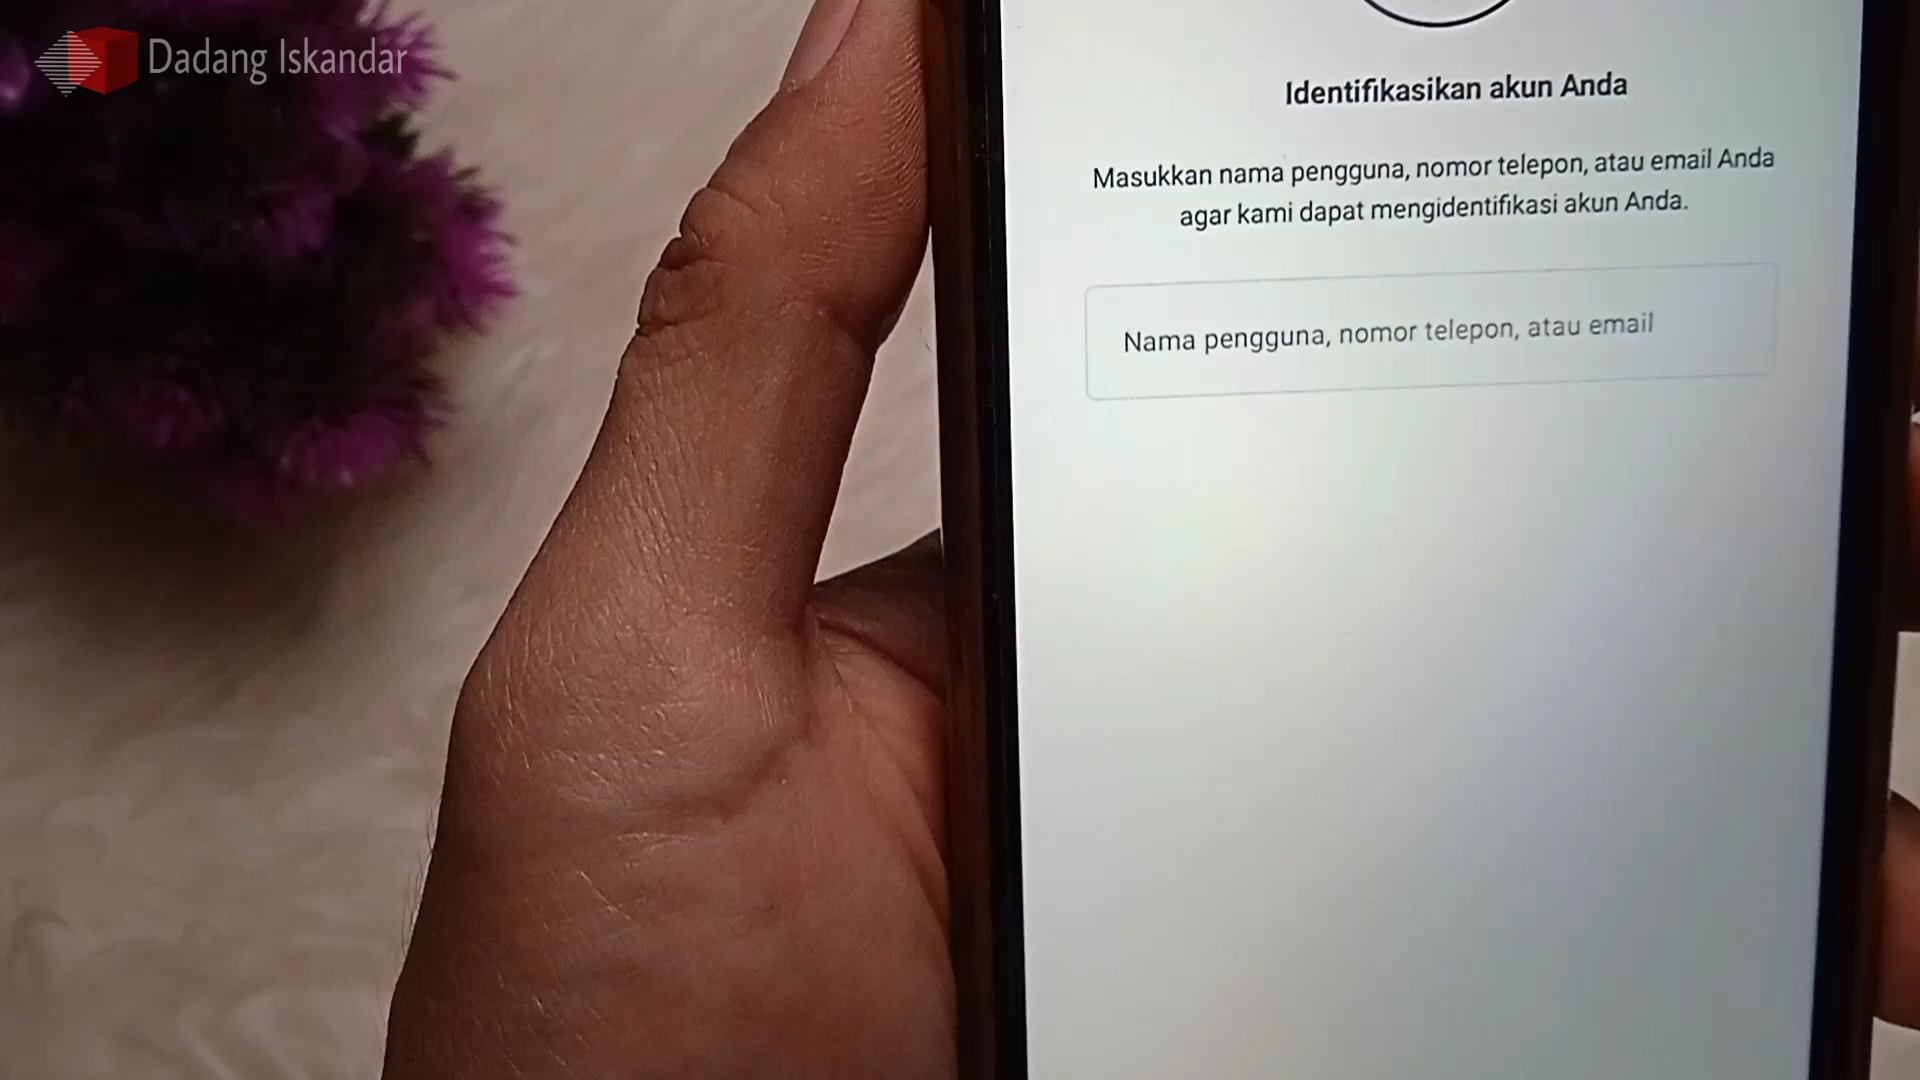 Dadang Iskandar
Identifikasikan akun Anda
Masukkan nama pengguna, nomor telepon, atau email Anda
agar kami dapat mengidentifikasi akun Anda.
Nama pengguna, nomor telepon, atau email